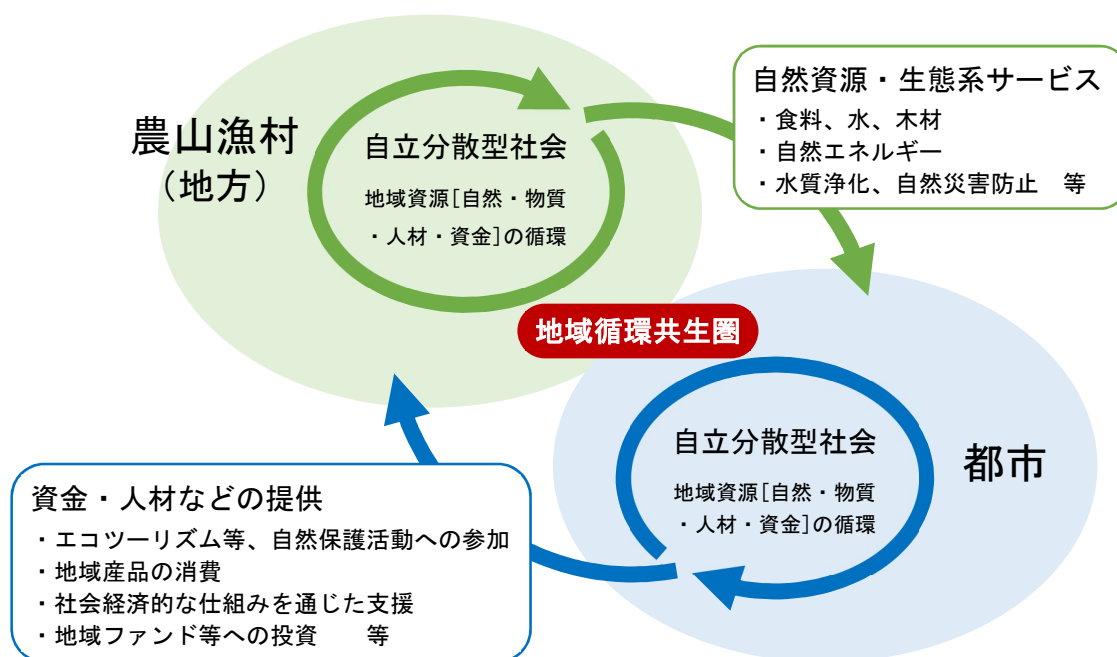 農山漁村
(地方)
自立分散型社会
地域資源[自然・物質
・人材・資金]の循環
自然資源・生態系サービス
・食料、水、木材
・自然エネルギー
・水質浄化、自然災害防止 等
地域循環共生圏
自立分散型社会
地域資源[自然・物質
・人材・資金]の循環
都市
資金・人材などの提供
・エコツーリズム等、自然保護活動への参加
・地域産品の消費
・社会経済的な仕組みを通じた支援
・地域ファンド等への投資 等